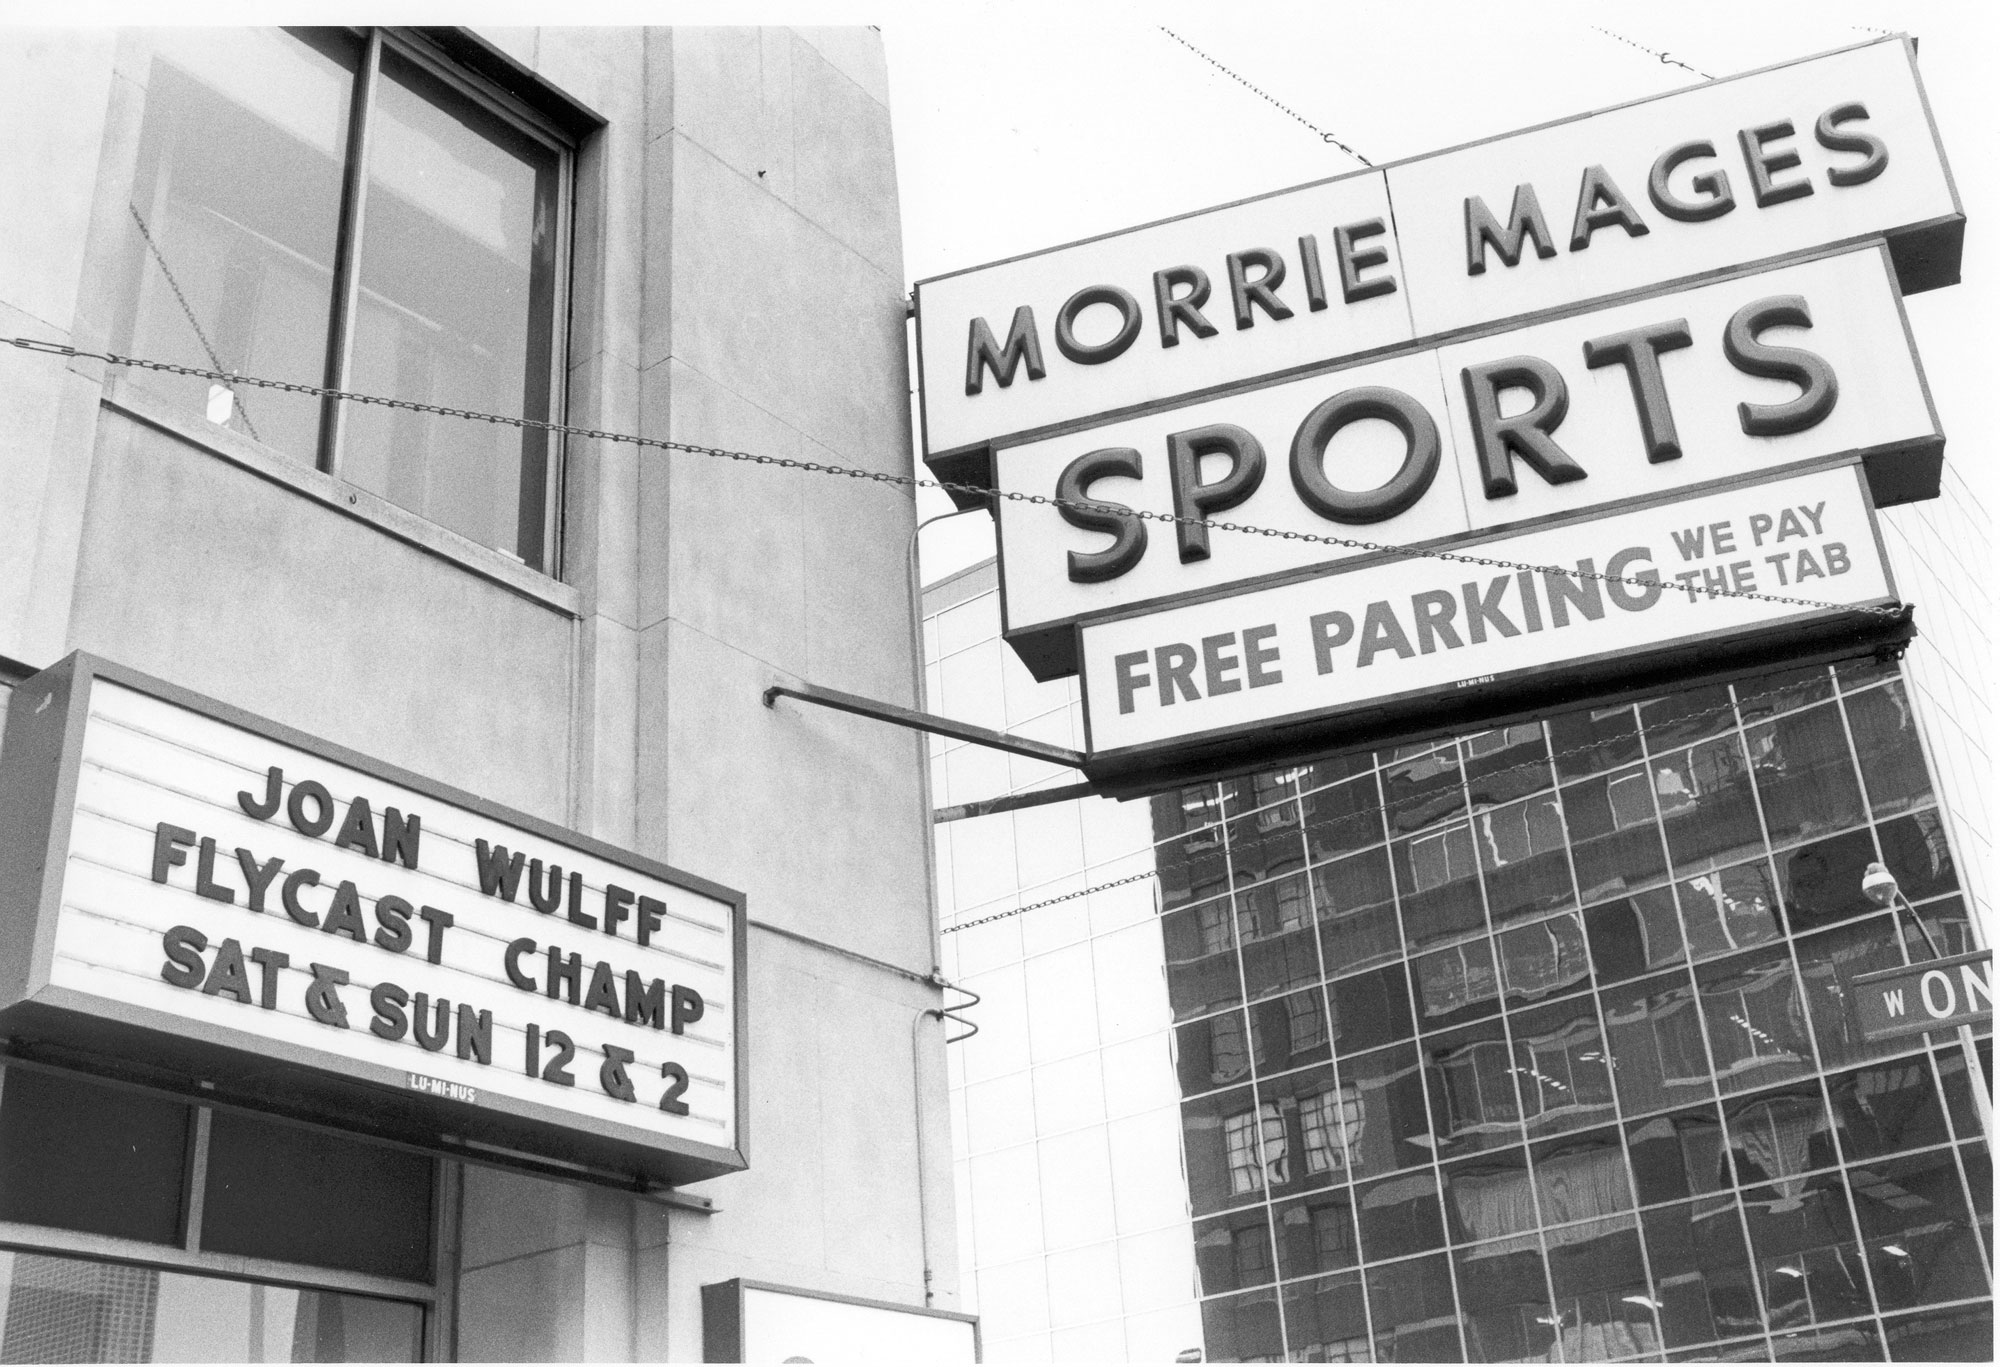 MORRIE MAGES
SPORTS
FREE PARKING WE PAY
THE TAB
LU-MI-NUS
JOAN WULFF
FLYCAST CHAMP
SAT & SUN 12 & 2
LU-MI-NUS
W ON